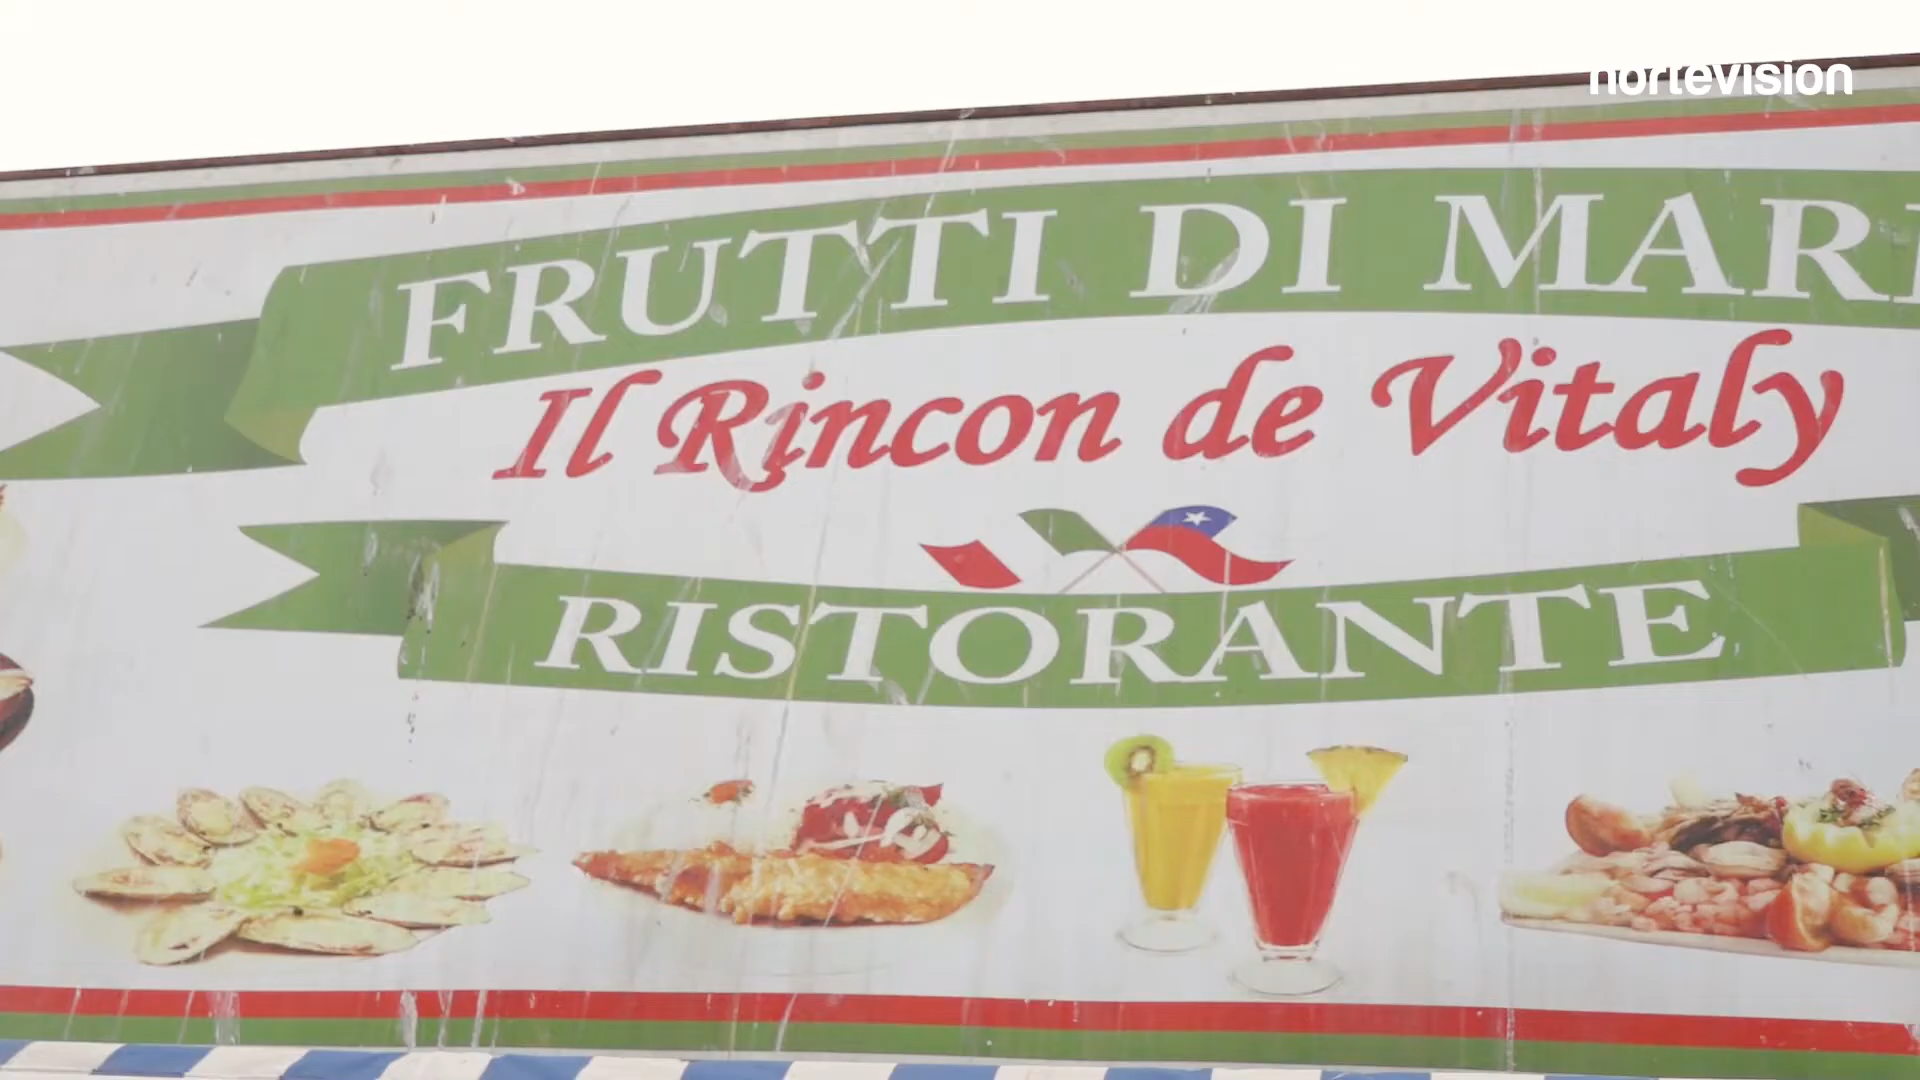 nortevision
FRUTTI DI MAR
Il Rincon de Vitaly
RISTORANTE